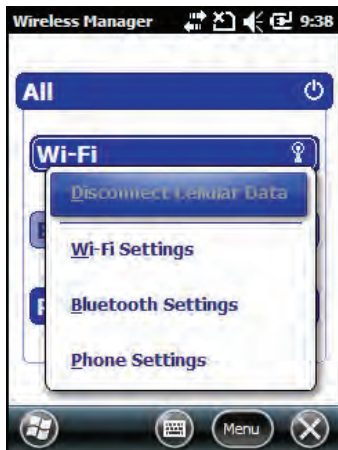 Wireless Manager 9:38
All
Wi-Fi
Disconnect Cellular Data
Wi-Fi Settings
Bluetooth Settings
Phone Settings
Menu